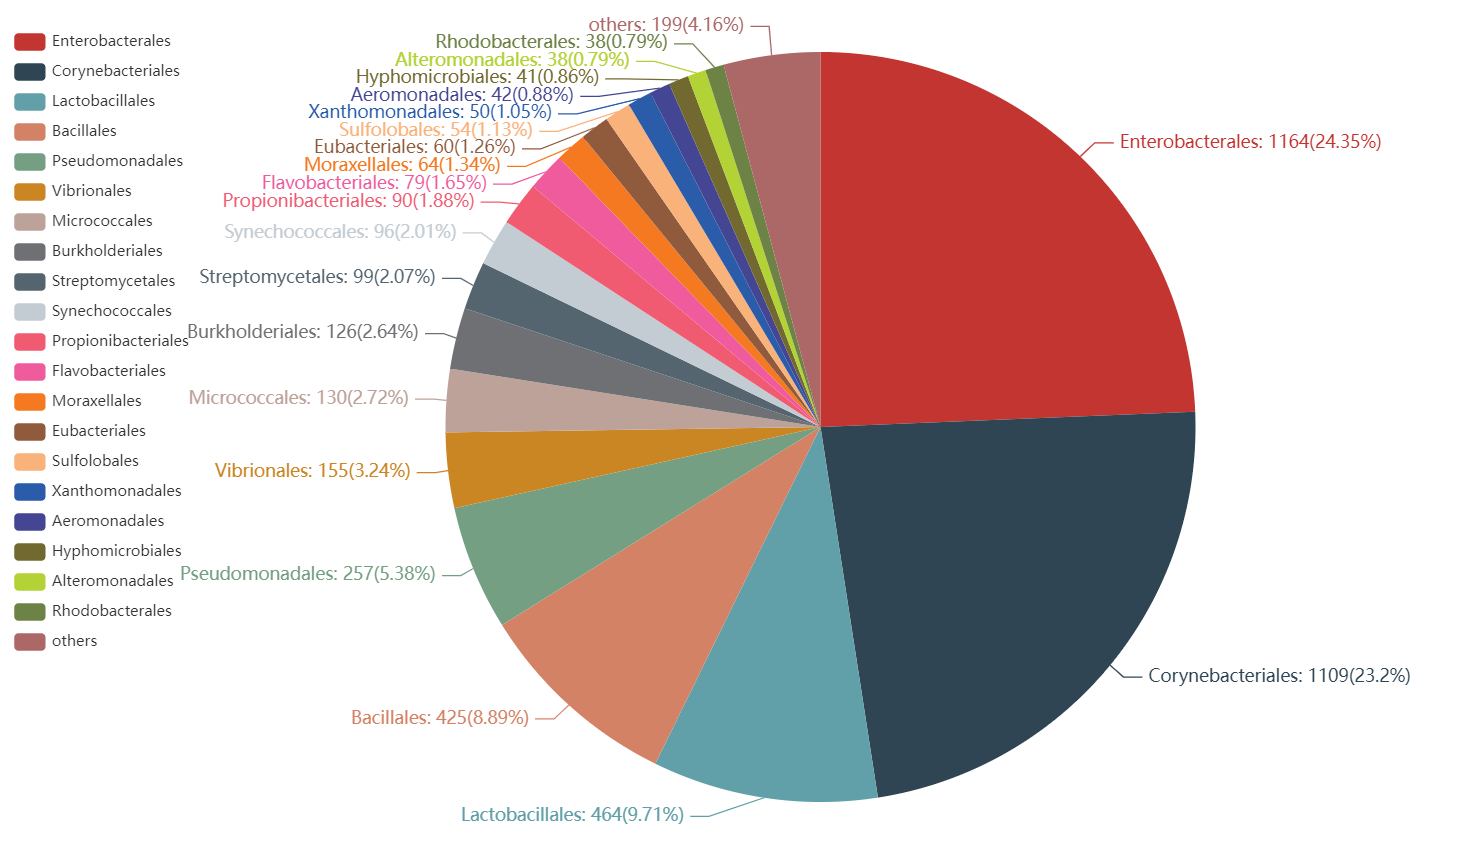 Enterobacterales
Corynebacteriales
Lactobacillales
Bacillales
Pseudomonadales
Vibrionales
Micrococcales
Burkholderiales
Streptomycetales
Synechococcales
Propionibacteriales
Flavobacteriales
Moraxellales
Eubacteriales
Sulfolobales
Xanthomonadales
Aeromonadales
Hyphomicrobiales
Alteromonadales
Rhodobacterales
others
others: 199(4.16%)
Rhodobacterales: 38(0.79%)
Alteromonadales: 38(0.79%)
Hyphomicrobiales: 41(0.86%)
Aeromonadales: 42(0.88%)
Xanthomonadales: 50(1.05%)
Sulfolobales: 54(1.13%)
Eubacteriales: 60(1.26%)
Moraxellales: 64(1.34%)
Flavobacteriales: 79(1.65%)
Propionibacteriales: 90(1.88%)
Synechococcales: 96(2.01%)
Streptomycetales: 99(2.07%)
Burkholderiales: 126(2.64%)
Micrococcales: 130(2.72%)
Vibrionales: 155(3.24%)
Pseudomonadales: 257(5.38%)
Bacillales: 425(8.89%)
Lactobacillales: 464(9.71%)
Enterobacterales: 1164(24.35%)
Corynebacteriales: 1109(23.2%)